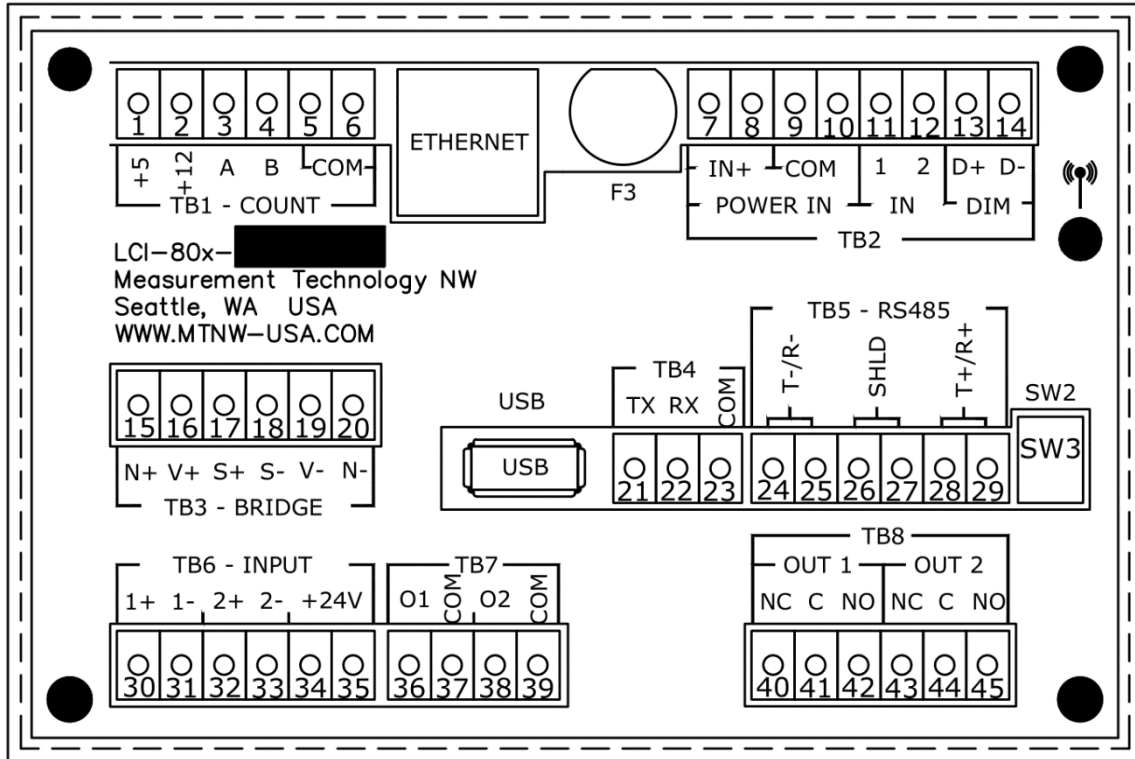 1 2 3 4 5 6
+5 +12 A B COM
TB1 - COUNT
ETHERNET
F3
7 8 9 10 11 12 13 14
IN+ COM 1 2 D+ D-
POWER IN IN DIM
TB2
LCI-80x-
Measurement Technology NW
Seattle, WA USA
WWW.MTNW-USA.COM
15 16 17 18 19 20
N+ V+ S+ S- V- N-
TB3 - BRIDGE
USB
USB
TB4
TX RX COM
21 22 23
TB5 - RS485
T-/R- SHLD T+/R+
24 25 26 27 28 29
SW2
SW3
TB6 - INPUT
1+ 1- 2+ 2- +24V
30 31 32 33 34 35
TB7
O1 COM O2 COM
36 37 38 39
TB8
OUT 1 OUT 2
NC C NO NC C NO
40 41 42 43 44 45